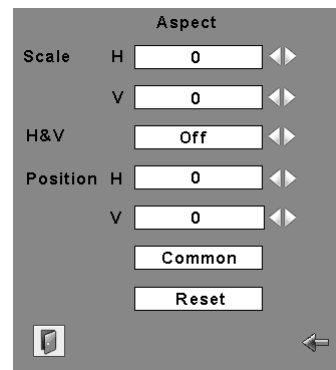 Aspect
Scale H 0
V 0
H&V Off
Position H 0
V 0
Common
Reset